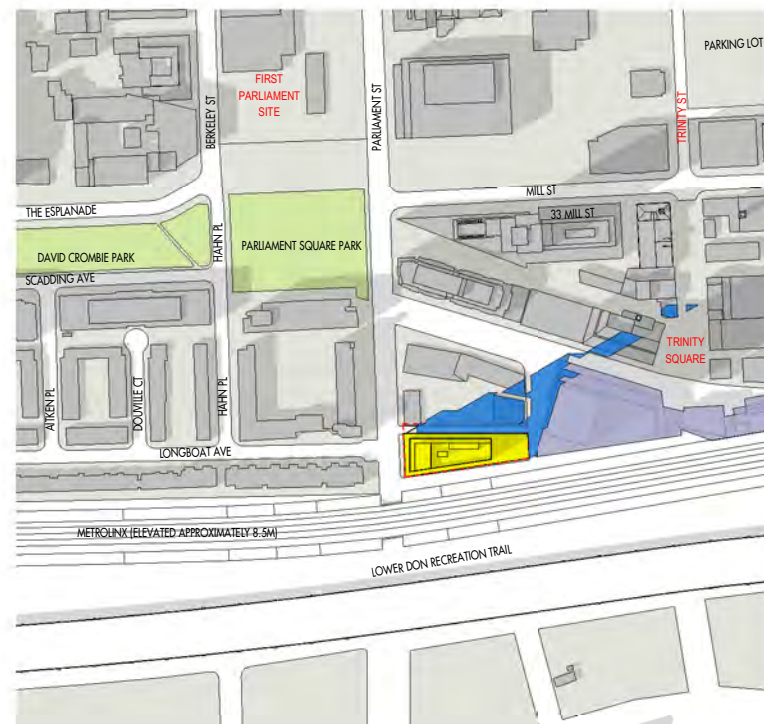 PARKING LOT
FIRST
PARLIAMENT
SITE
BERKELEY ST
PARLIAMENT ST
TRINITY ST
MILL ST
33 MILL ST
THE ESPLANADE
DAVID CROMBIE PARK
HAHN PL
PARLIAMENT SQUARE PARK
SCADDING AVE
TRINITY
SQUARE
AITKEN PL
DOUVILLE CT
HAHN PL
LONGBOAT AVE
METROLINX (ELEVATED APPROXIMATELY 8.5M)
LOWER DON RECREATION TRAIL